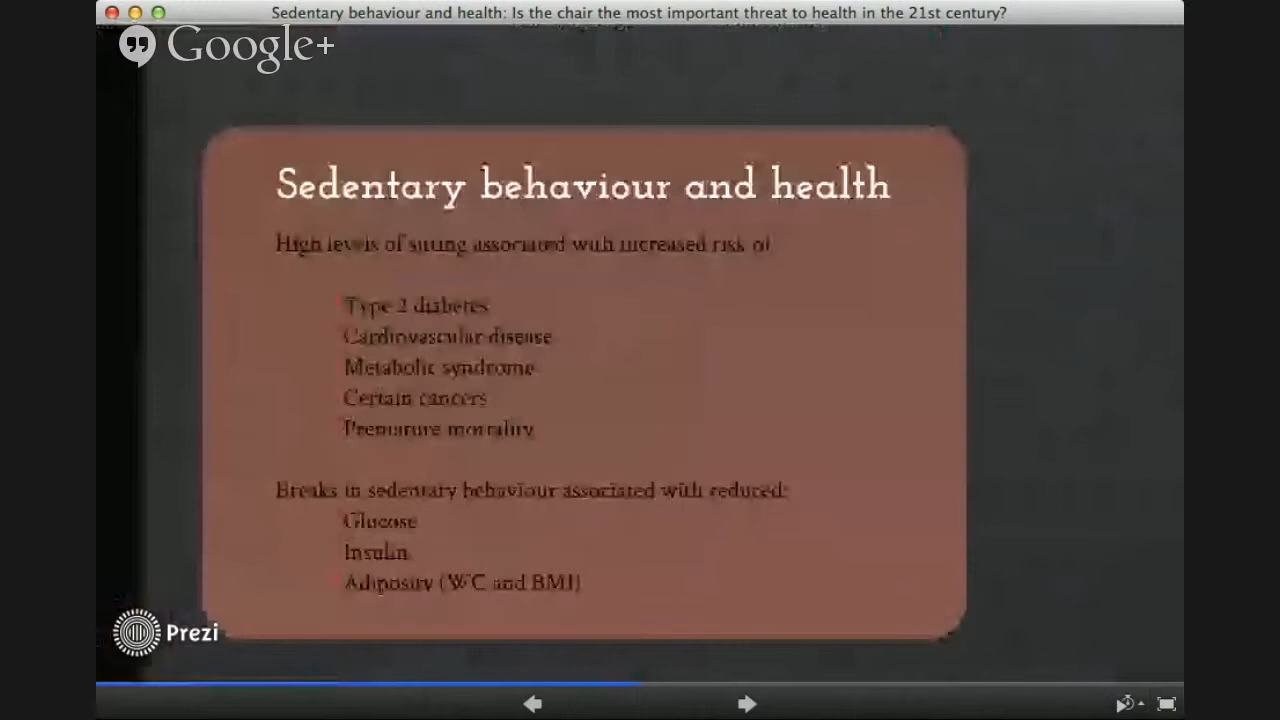 Sedentary behaviour and health: Is the chair the most important threat to health in the 21st century?
Google+
Sedentary behaviour and health
High levels of sitting associated with increased risk of
Type 2 diabetes
Cardiovascular disease
Metabolic syndrome
Certain cancers
Premature mortality
Breaks in sedentary behaviour associated with reduced:
Glucose
Insulin
Adiposity (WC and BMI)
Prezi